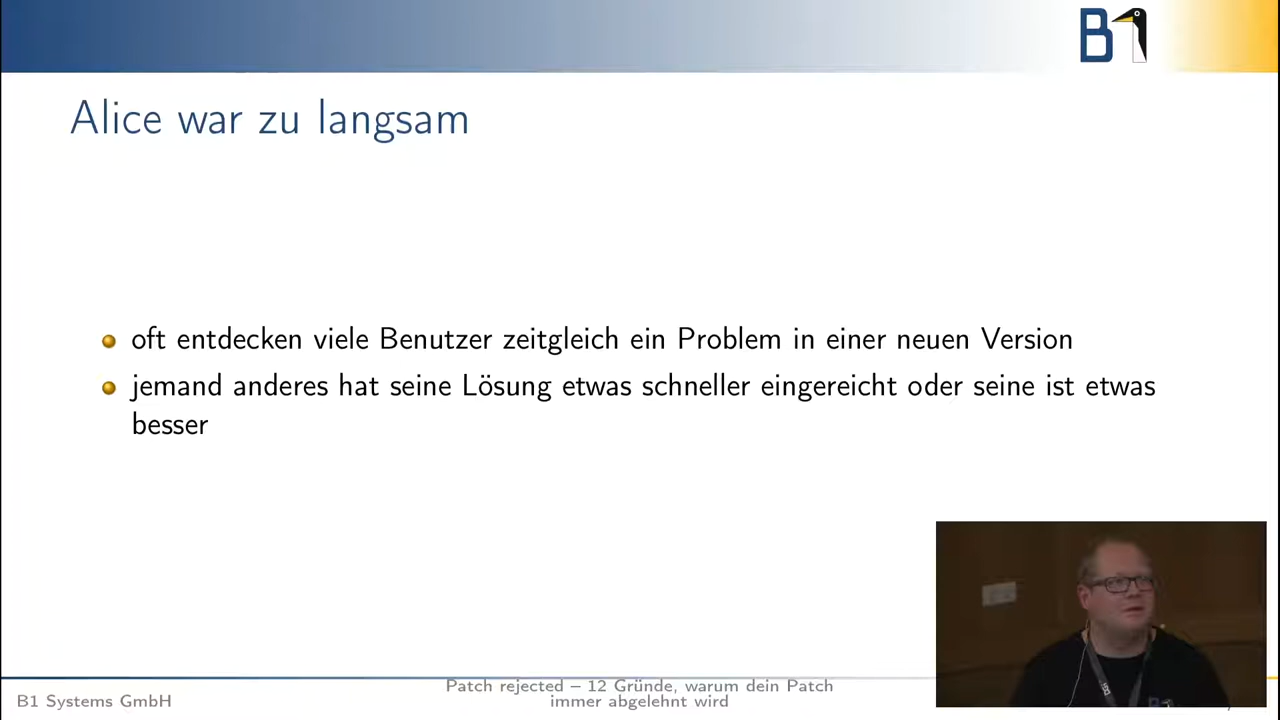 B1
Alice war zu langsam
oft entdecken viele Benutzer zeitgleich ein Problem in einer neuen Version
jemand anderes hat seine Lösung etwas schneller eingereicht oder seine ist etwas
besser
B1 Systems GmbH
Patch rejected – 12 Gründe, warum dein Patch
immer abgelehnt wird